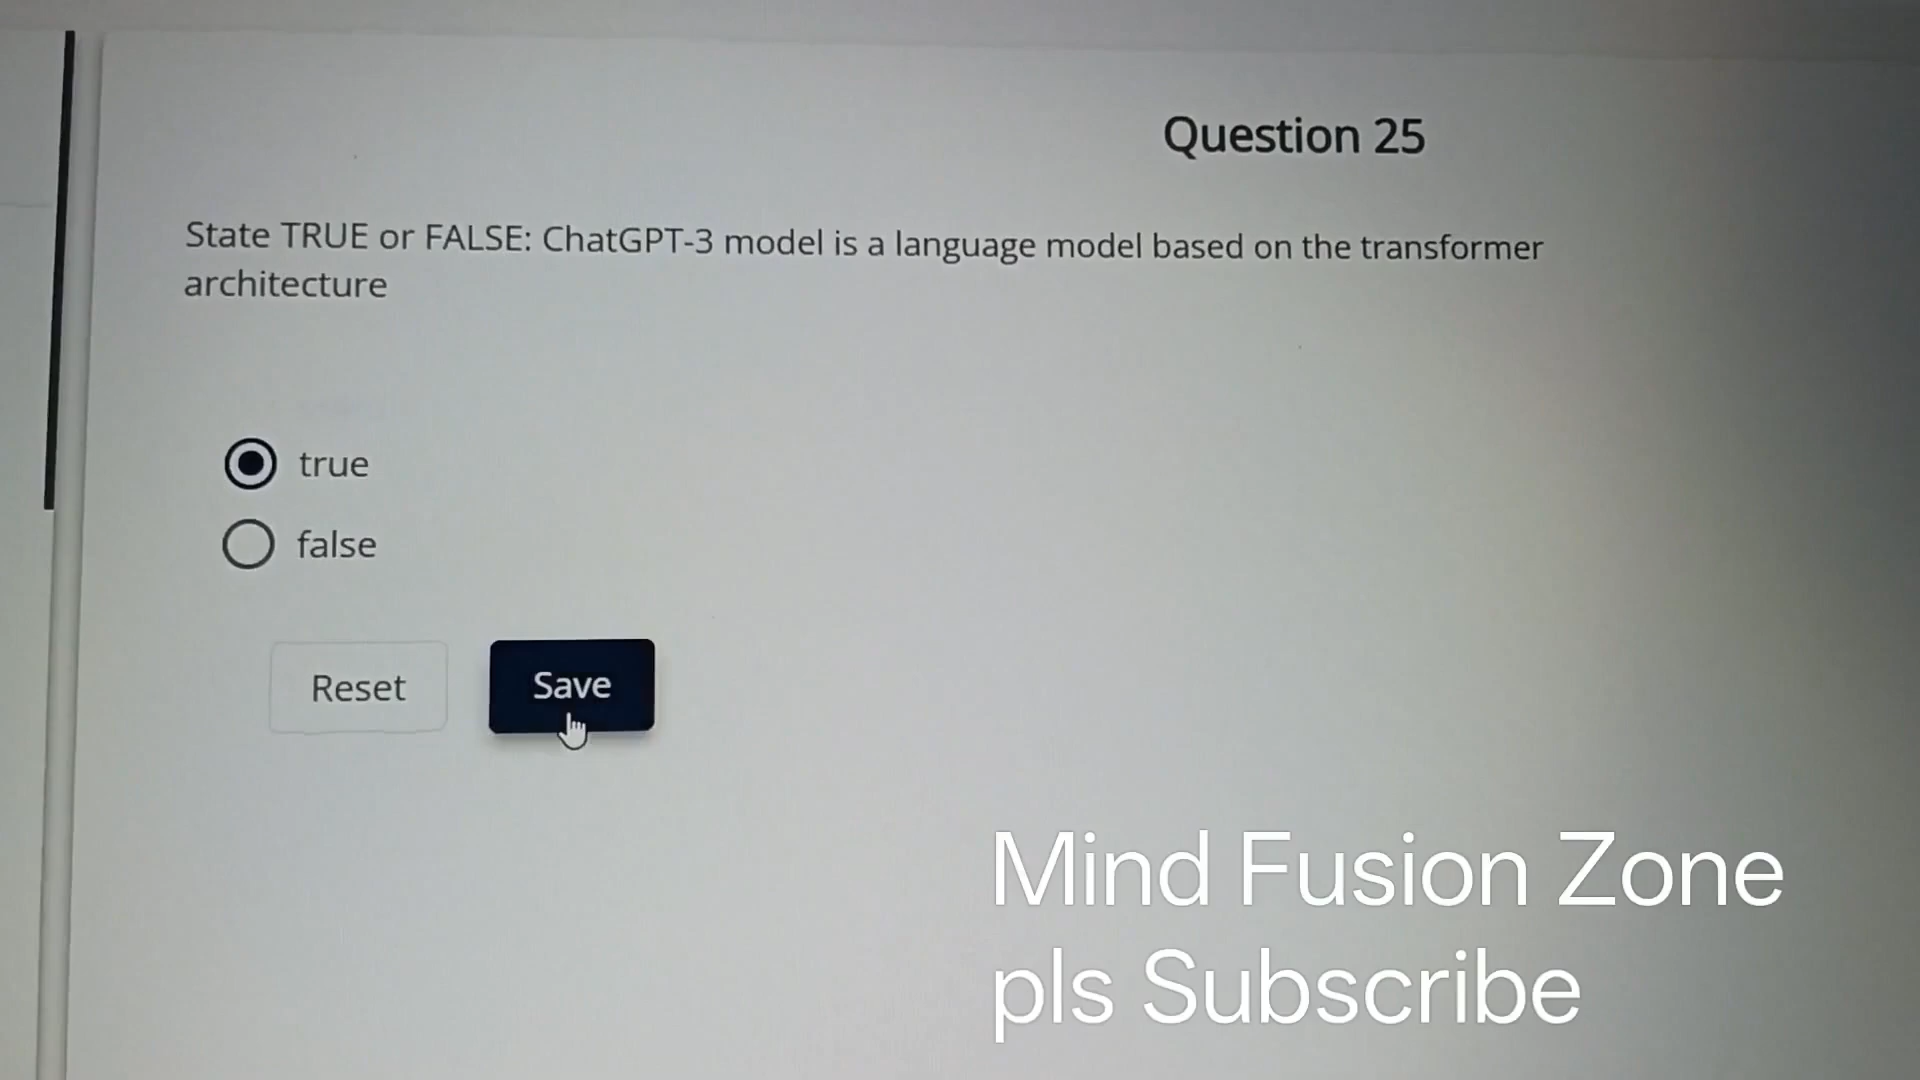 Question 25
State TRUE or FALSE: ChatGPT-3 model is a language model based on the transformer
architecture
true
false
Reset
Save
Mind Fusion Zone
pls Subscribe